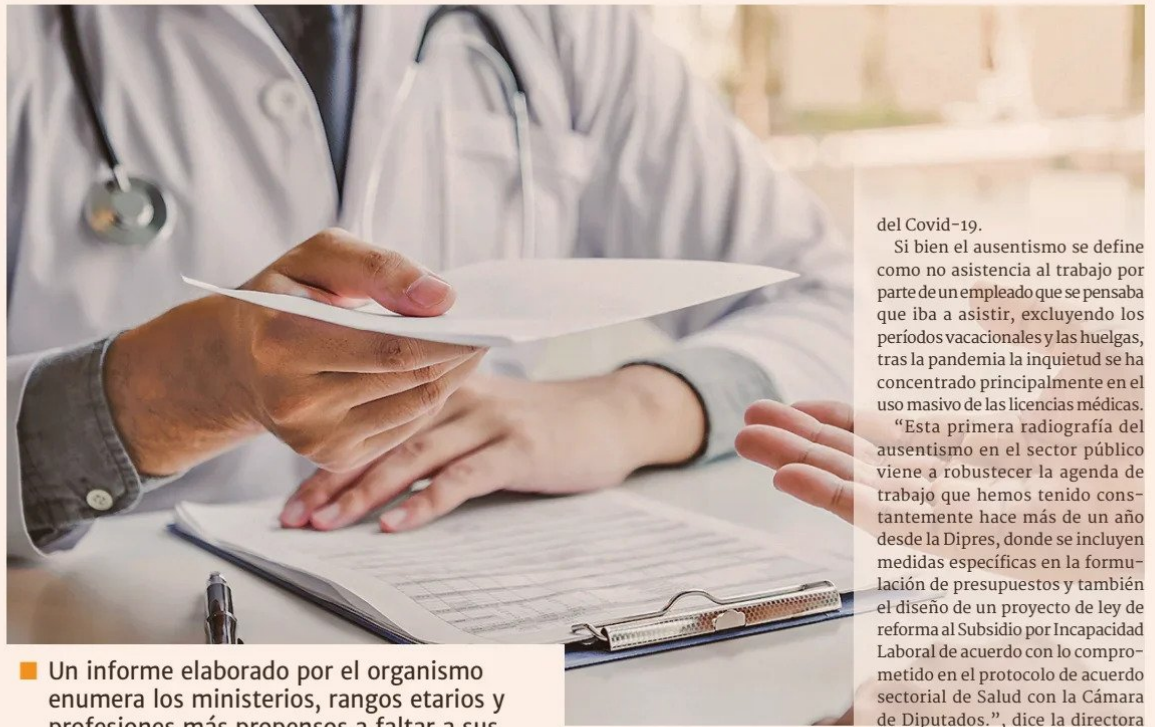 del Covid-19.
Si bien el ausentismo se define
como no asistencia al trabajo por
parte de un empleado que se pensaba
que iba a asistir, excluyendo los
períodos vacacionales y las huelgas,
tras la pandemia la inquietud se ha
concentrado principalmente en el
uso masivo de las licencias médicas.
“Esta primera radiografía del
ausentismo en el sector público
viene a robustecer la agenda de
trabajo que hemos tenido cons-
tantemente hace más de un año
desde la Dipres, donde se incluyen
medidas específicas en la formu-
lación de presupuestos y también
el diseño de un proyecto de ley de
reforma al Subsidio por Incapacidad
Laboral de acuerdo con lo compro-
metido en el protocolo de acuerdo
sectorial de Salud con la Cámara
de Diputados.”, dice la directora
■ Un informe elaborado por el organismo
enumera los ministerios, rangos etarios y
profesiones más propensos a faltar a sus